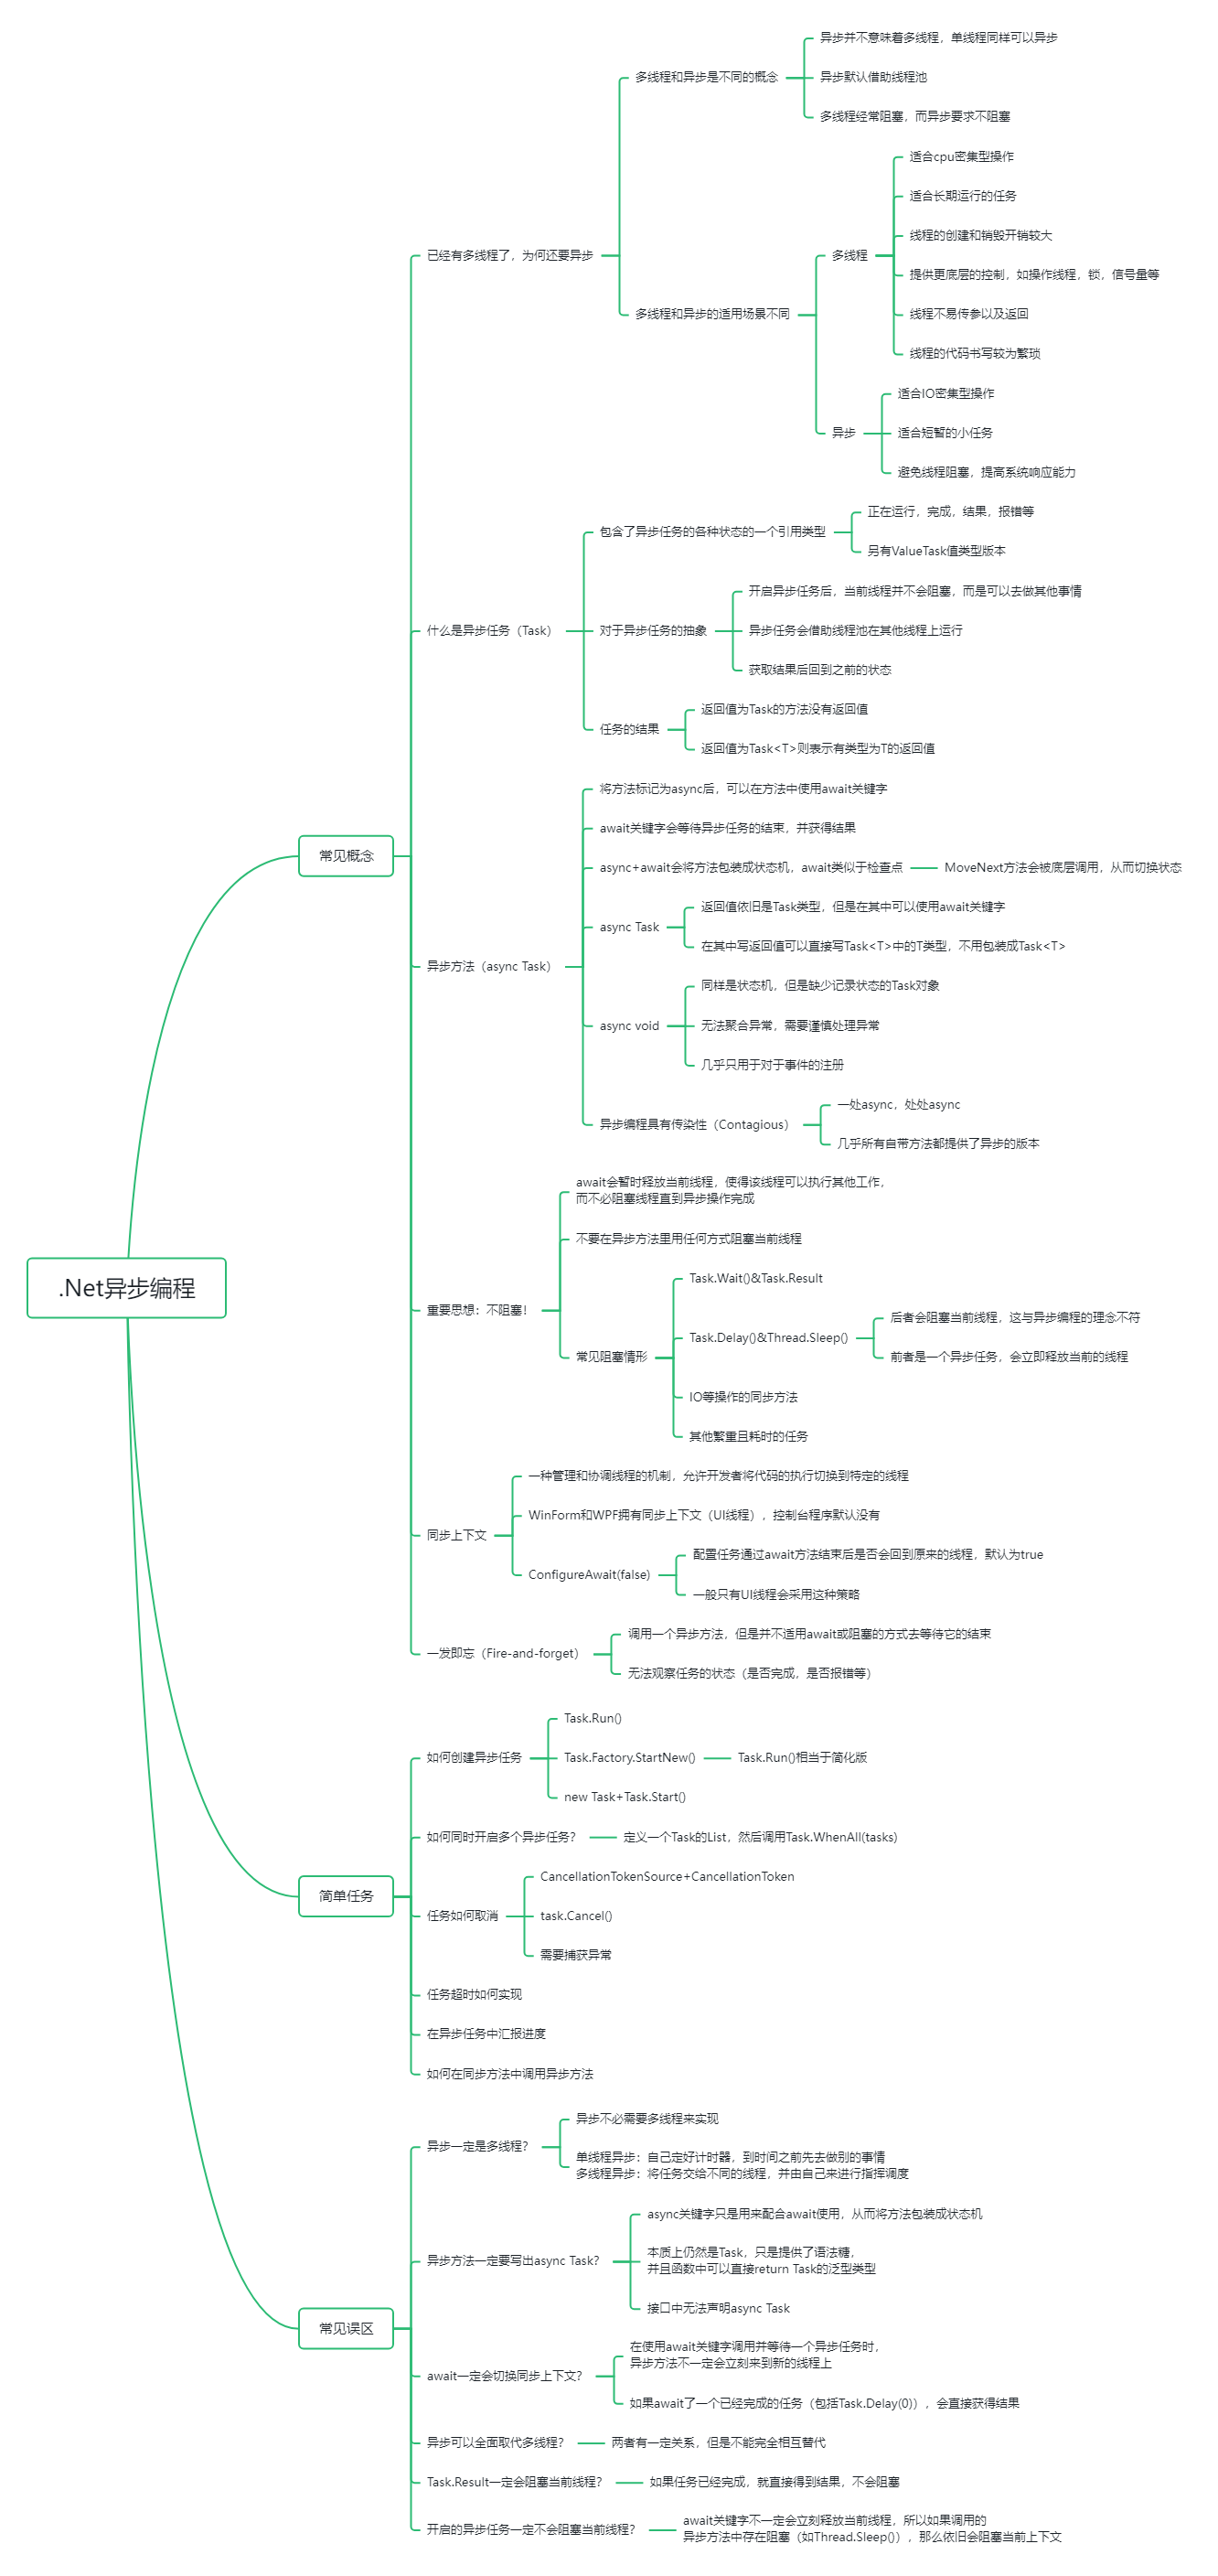 .Net异步编程
常见概念
已经有多线程了，为何还要异步
多线程和异步是不同的概念
异步并不意味着多线程，单线程同样可以异步
异步默认借助线程池
多线程经常阻塞，而异步要求不阻塞
多线程和异步的适用场景不同
多线程
适合cpu密集型操作
适合长期运行的任务
线程的创建和销毁开销较大
提供更底层的控制，如操作线程，锁，信号量等
线程不易传参以及返回
线程的代码书写较为繁琐
异步
适合IO密集型操作
适合短暂的小任务
避免线程阻塞，提高系统响应能力
什么是异步任务（Task）
包含了异步任务的各种状态的一个引用类型
正在运行，完成，结果，报错等
另有ValueTask值类型版本
对于异步任务的抽象
开启异步任务后，当前线程并不会阻塞，而是可以去做其他事情
异步任务会借助线程池在其他线程上运行
获取结果后回到之前的状态
任务的结果
返回值为Task的方法没有返回值
返回值为Task<T>则表示有类型为T的返回值
异步方法（async Task）
将方法标记为async后，可以在方法中使用await关键字
await关键字会等待异步任务的结束，并获得结果
async+await会将方法包装成状态机，await类似于检查点
MoveNext方法会被底层调用，从而切换状态
async Task
返回值依旧是Task类型，但是在其中可以使用await关键字
在其中写返回值可以直接写Task<T>中的T类型，不用包装成Task<T>
async void
同样是状态机，但是缺少记录状态的Task对象
无法聚合异常，需要谨慎处理异常
几乎只用于对于事件的注册
异步编程具有传染性（Contagious）
一处async，处处async
几乎所有自带方法都提供了异步的版本
重要思想：不阻塞！
await会暂时释放当前线程，使得该线程可以执行其他工作，
而不必阻塞线程直到异步操作完成
不要在异步方法里用任何方式阻塞当前线程
常见阻塞情形
Task.Wait()&Task.Result
Task.Delay()&Thread.Sleep()
后者会阻塞当前线程，这与异步编程的理念不符
前者是一个异步任务，会立即释放当前的线程
IO等操作的同步方法
其他繁重且耗时的任务
同步上下文
一种管理和协调线程的机制，允许开发者将代码的执行切换到特定的线程
WinForm和WPF拥有同步上下文（UI线程），控制台程序默认没有
ConfigureAwait(false)
配置任务通过await方法结束后是否会回到原来的线程，默认为true
一般只有UI线程会采用这种策略
一发即忘（Fire-and-forget）
调用一个异步方法，但是并不适用await或阻塞的方式去等待它的结束
无法观察任务的状态（是否完成，是否报错等）
简单任务
如何创建异步任务
Task.Run()
Task.Factory.StartNew()
Task.Run()相当于简化版
new Task+Task.Start()
如何同时开启多个异步任务？
定义一个Task的List，然后调用Task.WhenAll(tasks)
任务如何取消
CancellationTokenSource+CancellationToken
task.Cancel()
需要捕获异常
任务超时如何实现
在异步任务中汇报进度
如何在同步方法中调用异步方法
常见误区
异步一定是多线程？
异步不必需要多线程来实现
单线程异步：自己定好计时器，到时间之前先去做别的事情
多线程异步：将任务交给不同的线程，并由自己来进行指挥调度
异步方法一定要写出async Task？
async关键字只是用来配合await使用，从而将方法包装成状态机
本质上仍然是Task，只是提供了语法糖，
并且函数中可以直接return Task的泛型类型
接口中无法声明async Task
await一定会切换同步上下文？
在使用await关键字调用并等待一个异步任务时，
异步方法不一定会立刻来到新的线程上
如果await了一个已经完成的任务（包括Task.Delay(0)），会直接获得结果
异步可以全面取代多线程？
两者有一定关系，但是不能完全相互替代
Task.Result一定会阻塞当前线程？
如果任务已经完成，就直接得到结果，不会阻塞
开启的异步任务一定不会阻塞当前线程？
await关键字不一定会立刻释放当前线程，所以如果调用的
异步方法中存在阻塞（如Thread.Sleep()），那么依旧会阻塞当前上下文